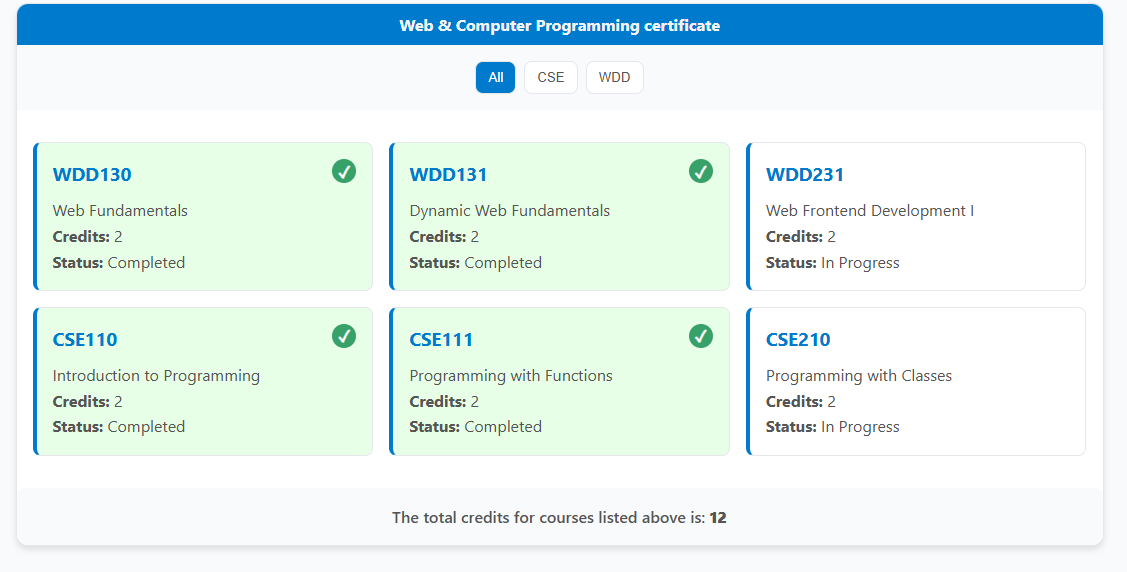 Web & Computer Programming certificate
All
CSE
WDD
WDD130
Web Fundamentals
Credits: 2
Status: Completed
WDD131
Dynamic Web Fundamentals
Credits: 2
Status: Completed
WDD231
Web Frontend Development I
Credits: 2
Status: In Progress
CSE110
Introduction to Programming
Credits: 2
Status: Completed
CSE111
Programming with Functions
Credits: 2
Status: Completed
CSE210
Programming with Classes
Credits: 2
Status: In Progress
The total credits for courses listed above is: 12